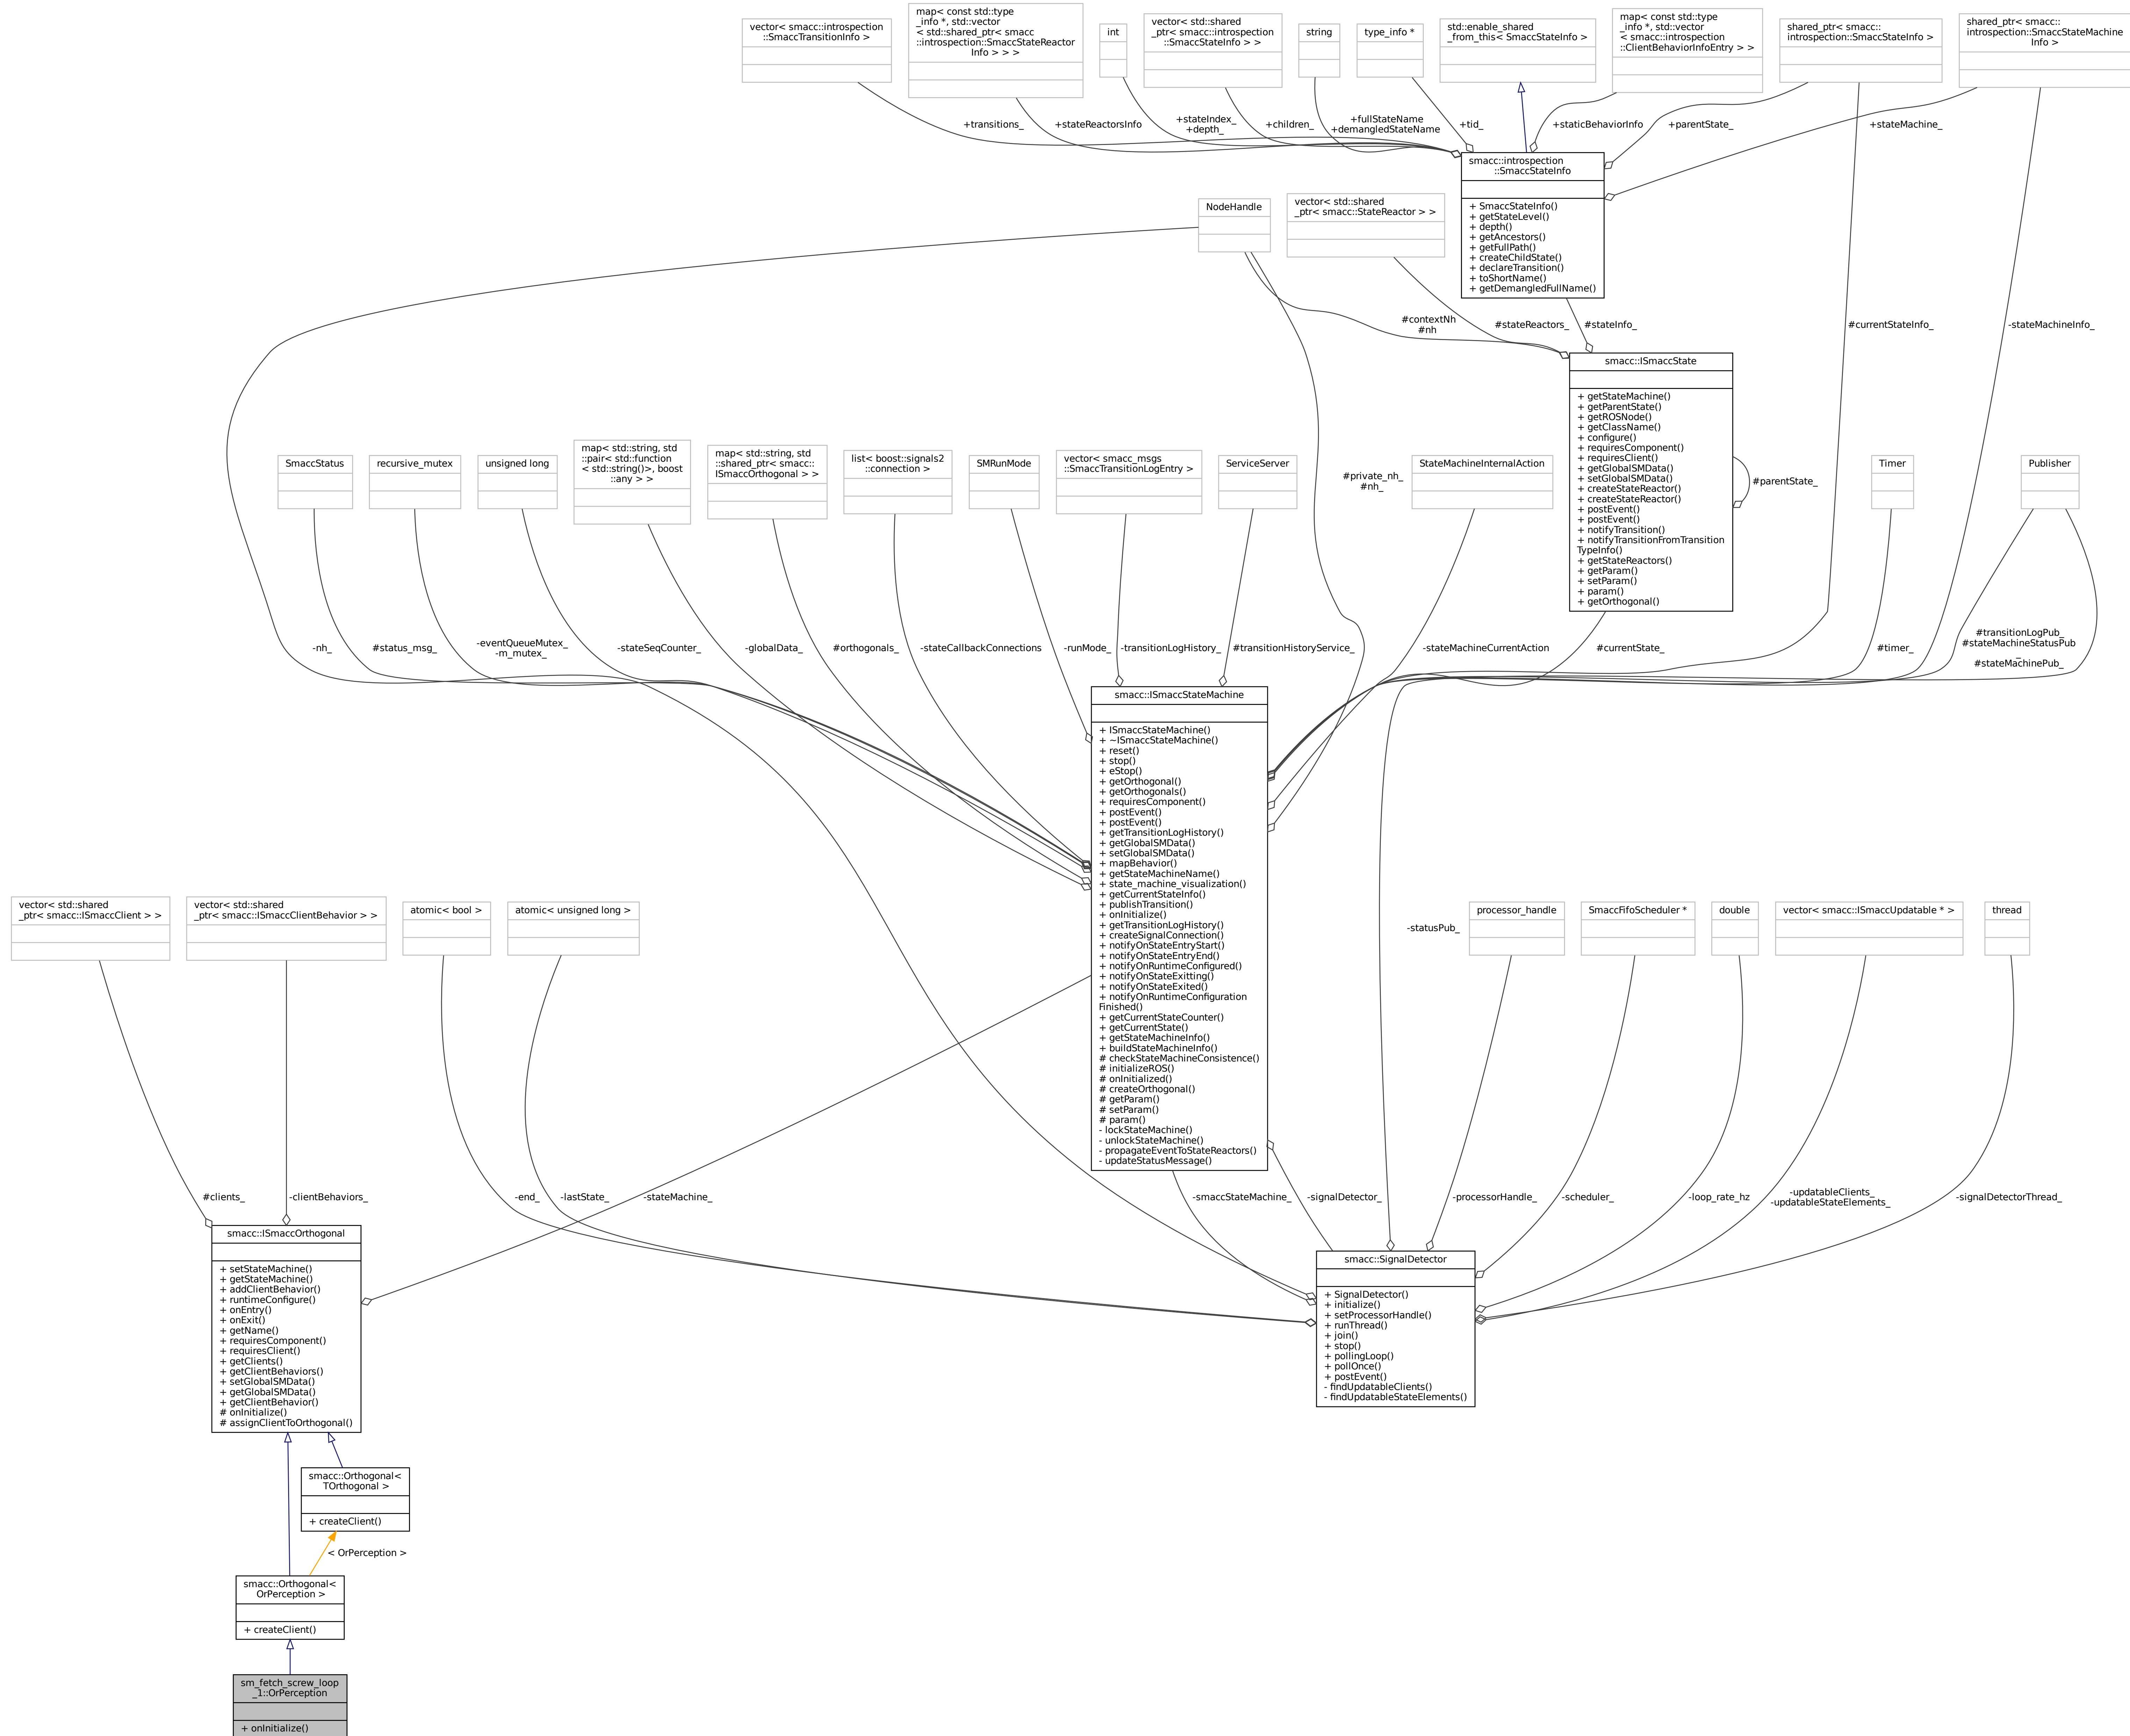 vector< smacc::introspection
::SmaccTransitionInfo >
map< const std::type
_info *, std::vector
< std::shared_ptr< smacc
::introspection::SmaccStateReactor
Info > > >
int
vector< std::shared
_ptr< smacc::introspection
::SmaccStateInfo > >
string
type_info *
std::enable_shared
_from_this< SmaccStateInfo >
map< const std::type
_info *, std::vector
< smacc::introspection
::ClientBehaviorInfoEntry > >
shared_ptr< smacc::
introspection::SmaccStateInfo >
shared_ptr< smacc::
introspection::SmaccStateMachine
Info >
+transitions_
+stateReactorsInfo
+stateIndex_
+depth_
+children_
+fullStateName
+demangledStateName
+tid_
+staticBehaviorInfo
+parentState_
+stateMachine_
smacc::introspection
::SmaccStateInfo
+ SmaccStateInfo()
+ getStateLevel()
+ depth()
+ getAncestors()
+ getFullPath()
+ createChildState()
+ declareTransition()
+ toShortName()
+ getDemangledFullName()
NodeHandle
vector< std::shared
_ptr< smacc::StateReactor > >
#contextNh
#nh
#stateReactors_
#stateInfo_
#currentStateInfo_
-stateMachineInfo_
smacc::ISmaccState
+ getStateMachine()
+ getParentState()
+ getROSNode()
+ getClassName()
+ configure()
+ requiresComponent()
+ requiresClient()
+ getGlobalSMData()
+ setGlobalSMData()
+ createStateReactor()
+ createStateReactor()
+ postEvent()
+ postEvent()
+ notifyTransition()
+ notifyTransitionFromTransition
TypeInfo()
+ getStateReactors()
+ getParam()
+ setParam()
+ param()
+ getOrthogonal()
#parentState_
SmaccStatus
recursive_mutex
unsigned long
map< std::string, std
::pair< std::function
< std::string()>, boost
::any > >
map< std::string, std
::shared_ptr< smacc::
ISmaccOrthogonal > >
list< boost::signals2
::connection >
SMRunMode
vector< smacc_msgs
::SmaccTransitionLogEntry >
ServiceServer
#private_nh_
#nh_
StateMachineInternalAction
Timer
Publisher
-nh_
#status_msg_
-eventQueueMutex_
-m_mutex_
-stateSeqCounter_
-globalData_
#orthogonals_
-stateCallbackConnections
-runMode_
-transitionLogHistory_
#transitionHistoryService_
-stateMachineCurrentAction
#currentState_
#timer_
#transitionLogPub_
#stateMachineStatusPub
_
#stateMachinePub_
smacc::ISmaccStateMachine
+ ISmaccStateMachine()
+ ~ISmaccStateMachine()
+ reset()
+ stop()
+ eStop()
+ getOrthogonal()
+ getOrthogonals()
+ requiresComponent()
+ postEvent()
+ postEvent()
+ getTransitionLogHistory()
+ getGlobalSMData()
+ setGlobalSMData()
+ mapBehavior()
+ getStateMachineName()
+ state_machine_visualization()
+ getCurrentStateInfo()
+ publishTransition()
+ onInitialize()
+ getTransitionLogHistory()
+ createSignalConnection()
+ notifyOnStateEntryStart()
+ notifyOnStateEntryEnd()
+ notifyOnRuntimeConfigured()
+ notifyOnStateExitting()
+ notifyOnStateExited()
+ notifyOnRuntimeConfiguration
Finished()
+ getCurrentStateCounter()
+ getCurrentState()
+ getStateMachineInfo()
+ buildStateMachineInfo()
# checkStateMachineConsistence()
# initializeROS()
# onInitialized()
# createOrthogonal()
# getParam()
# setParam()
# param()
- lockStateMachine()
- unlockStateMachine()
- propagateEventToStateReactors()
- updateStatusMessage()
vector< std::shared
_ptr< smacc::ISmaccClient > >
vector< std::shared
_ptr< smacc::ISmaccClientBehavior > >
atomic< bool >
atomic< unsigned long >
-statusPub_
processor_handle
SmaccFifoScheduler *
double
vector< smacc::ISmaccUpdatable * >
thread
#clients_
-clientBehaviors_
-end_
-lastState_
-stateMachine_
-smaccStateMachine_
-signalDetector_
-processorHandle_
-scheduler_
-loop_rate_hz
-updatableClients_
-updatableStateElements_
-signalDetectorThread_
smacc::ISmaccOrthogonal
+ setStateMachine()
+ getStateMachine()
+ addClientBehavior()
+ runtimeConfigure()
+ onEntry()
+ onExit()
+ getName()
+ requiresComponent()
+ requiresClient()
+ getClients()
+ getClientBehaviors()
+ setGlobalSMData()
+ getGlobalSMData()
+ getClientBehavior()
# onInitialize()
# assignClientToOrthogonal()
smacc::SignalDetector
+ SignalDetector()
+ initialize()
+ setProcessorHandle()
+ runThread()
+ join()
+ stop()
+ pollingLoop()
+ pollOnce()
+ postEvent()
- findUpdatableClients()
- findUpdatableStateElements()
smacc::Orthogonal<
TOrthogonal >
+ createClient()
< OrPerception >
smacc::Orthogonal<
OrPerception >
+ createClient()
sm_fetch_screw_loop
_1::OrPerception
+ onInitialize()